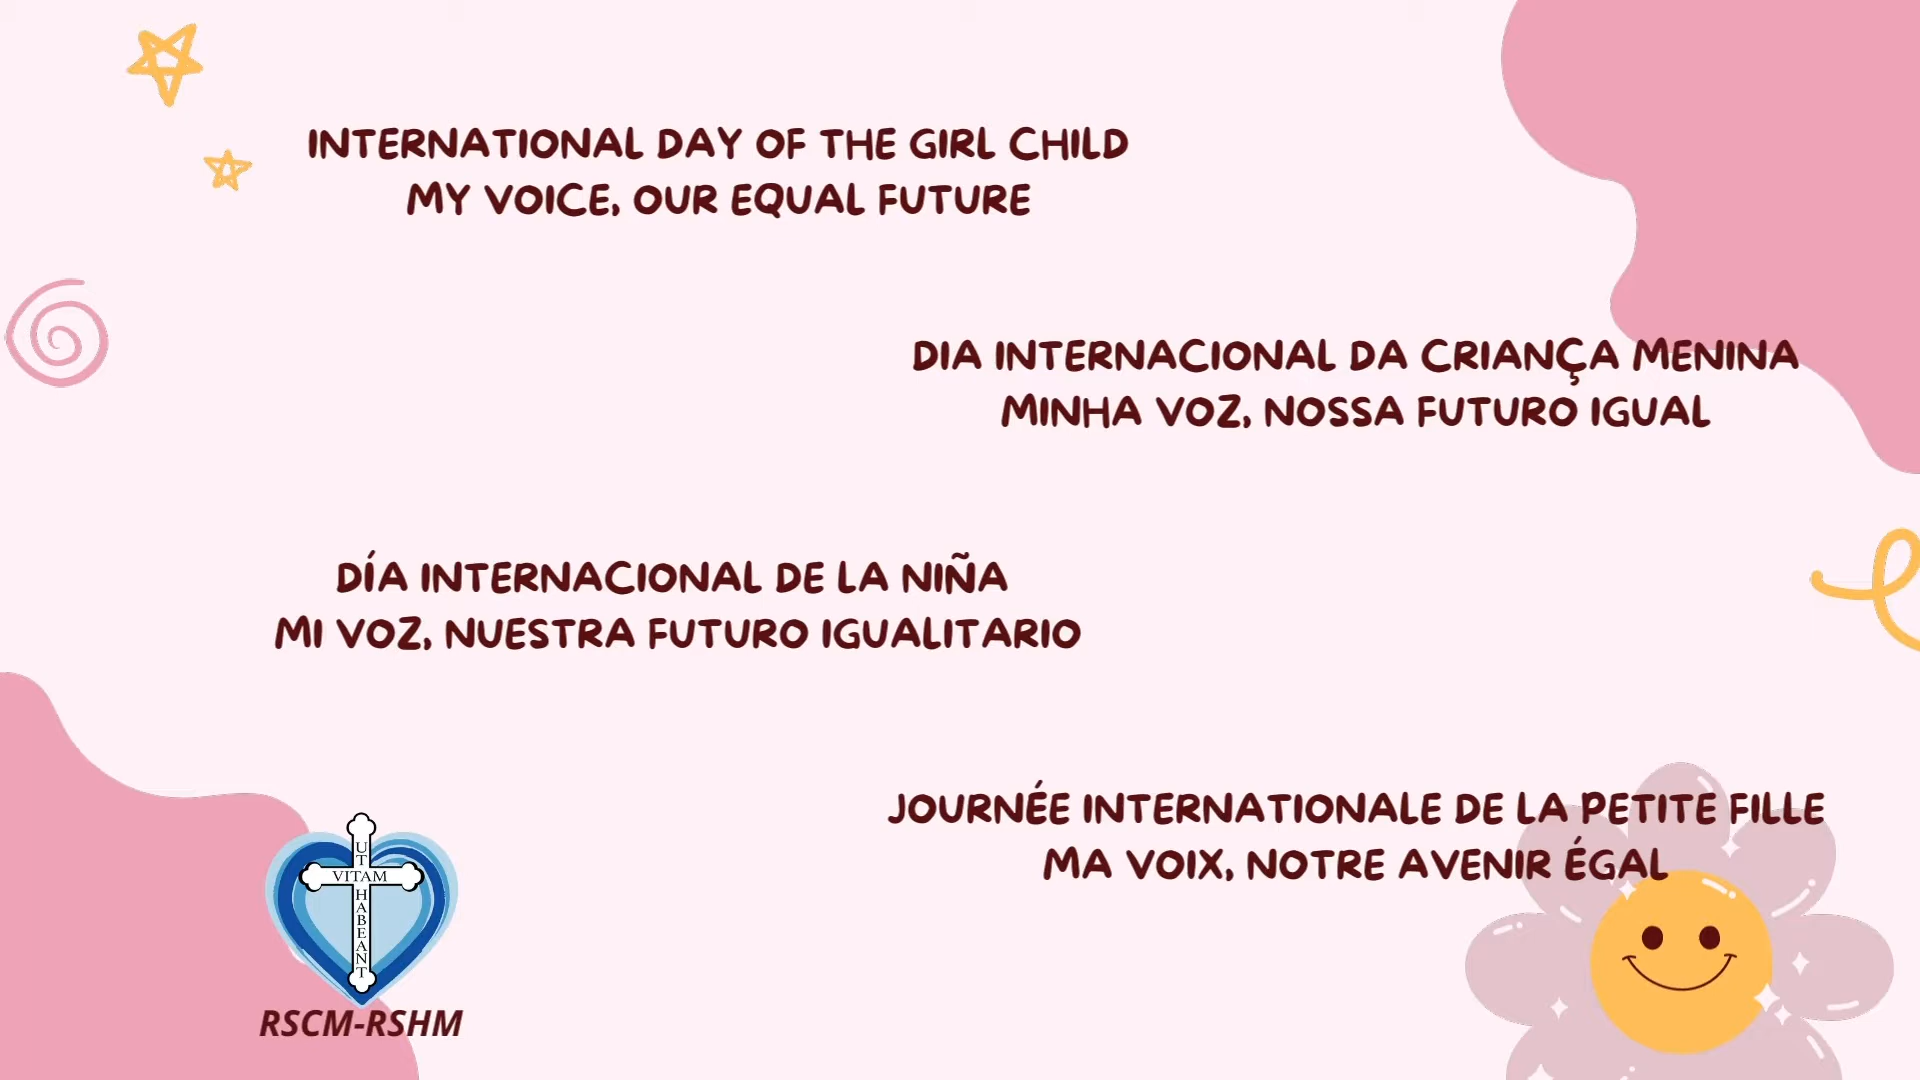 INTERNATIONAL DAY OF THE GIRL CHILD
MY VOICE, OUR EQUAL FUTURE
DIA INTERNACIONAL DA CRIANÇA MENINA
MINHA VOZ, NOSSA FUTURO IGUAL
DÍA INTERNACIONAL DE LA NIÑA
MI VOZ, NUESTRA FUTURO IGUALITARIO
JOURNÉE INTERNATIONALE DE LA PETITE FILLE
MA VOIX, NOTRE AVENIR ÉGAL
UT
VITAM
HABEANT
RSCM-RSHM